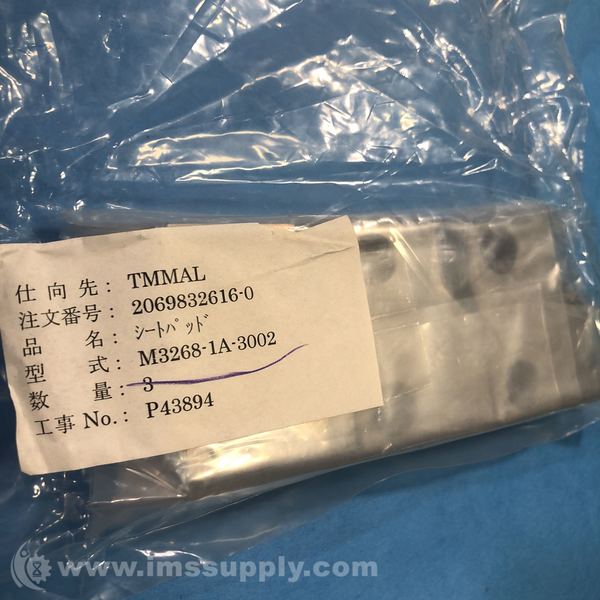 仕向先: TMMAL
注文番号: 2069832616-0
品名: ｼｰﾄﾊﾟｯﾄﾞ
型式: M3268-1A-3002
数量: 3
工事 No.: P43894
www.imssupply.com